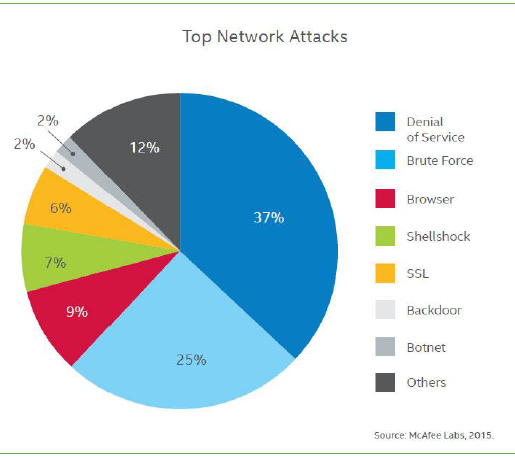 Top Network Attacks
2%
2%
12%
37%
6%
7%
9%
25%
Denial
of Service
Brute Force
Browser
Shellshock
SSL
Backdoor
Botnet
Others
Source: McAfee Labs, 2015.